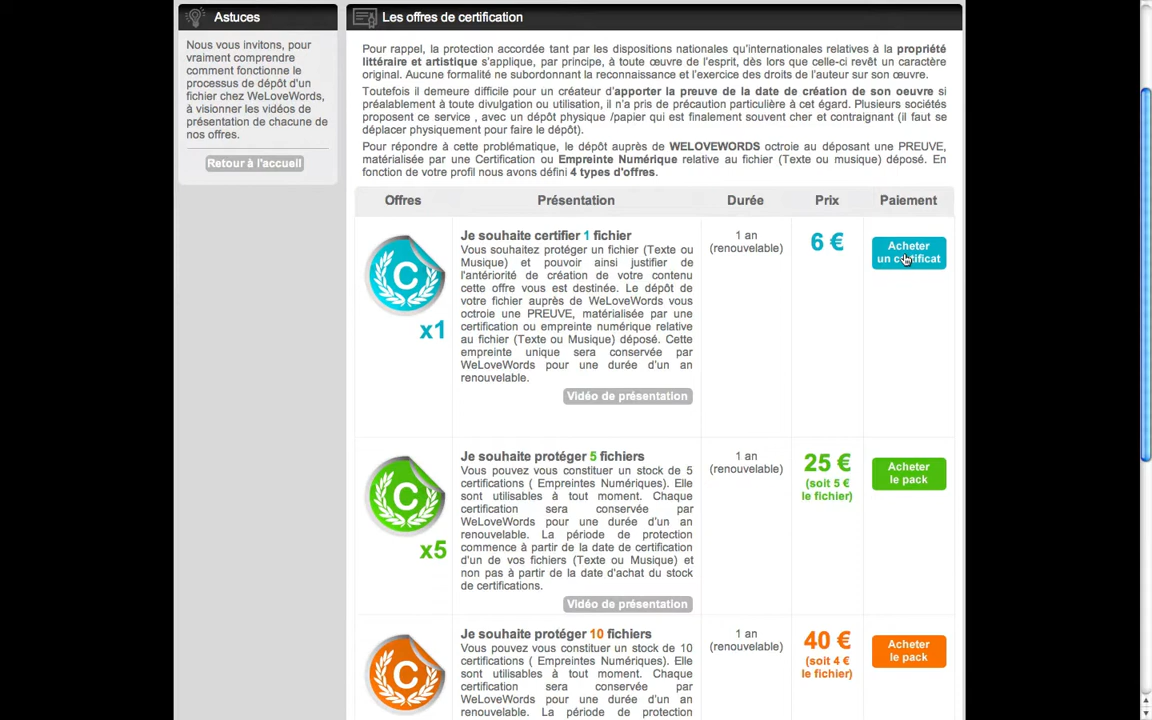 Astuces
Nous vous invitons, pour
vraiment comprendre
comment fonctionne le
processus de dépôt d'un
fichier chez WeLoveWords,
à visionner les vidéos de
présentation de chacune de
nos offres.
Retour à l'accueil
Les offres de certification
Pour rappel, la protection accordée tant par les dispositions nationales qu'internationales relatives à la propriété
littéraire et artistique s'applique, par principe, à toute œuvre de l'esprit, dès lors que celle-ci revêt un caractère
original. Aucune formalité ne subordonnant la reconnaissance et l'exercice des droits de l'auteur sur son œuvre.
Toutefois il demeure difficile pour un créateur d'apporter la preuve de la date de création de son oeuvre si
préalablement à toute divulgation ou utilisation, il n'a pris de précaution particulière à cet égard. Plusieurs sociétés
proposent ce service , avec un dépôt physique /papier qui est finalement souvent cher et contraignant (il faut se
déplacer physiquement pour faire le dépôt).
Pour répondre à cette problématique, le dépôt auprès de WELOVEWORDS octroie au déposant une PREUVE,
matérialisée par une Certification ou Empreinte Numérique relative au fichier (Texte ou musique) déposé. En
fonction de votre profil nous avons défini 4 types d'offres.
Offres Présentation Durée Prix Paiement
C
x1
Je souhaite certifier 1 fichier
Vous souhaitez protéger un fichier (Texte ou
Musique) et pouvoir ainsi justifier de
l'antériorité de création de votre contenu
cette offre vous est destinée. Le dépôt de
votre fichier auprès de WeLoveWords vous
octroie une PREUVE, matérialisée par une
certification ou empreinte numérique relative
au fichier (Texte ou Musique) déposé. Cette
empreinte unique sera conservée par
WeLoveWords pour une durée d'un an
renouvelable.
Vidéo de présentation
1 an
(renouvelable)
6 €
Acheter
un certificat
C
x5
Je souhaite protéger 5 fichiers
Vous pouvez vous constituer un stock de 5
certifications ( Empreintes Numériques). Elle
sont utilisables à tout moment. Chaque
certification sera conservée par
WeLoveWords pour une durée d'un an
renouvelable. La période de protection
commence à partir de la date de certification
d'un de vos fichiers (Texte ou Musique) et
non pas à partir de la date d'achat du stock
de certifications.
Vidéo de présentation
1 an
(renouvelable)
25 €
(soit 5 €
le fichier)
Acheter
le pack
C
Je souhaite protéger 10 fichiers
Vous pouvez vous constituer un stock de 10
certifications ( Empreintes Numériques). Elle
sont utilisables à tout moment. Chaque
certification sera conservée par
WeLoveWords pour une durée d'un an
renouvelable. La période de protection
1 an
(renouvelable)
40 €
(soit 4 €
le fichier)
Acheter
le pack